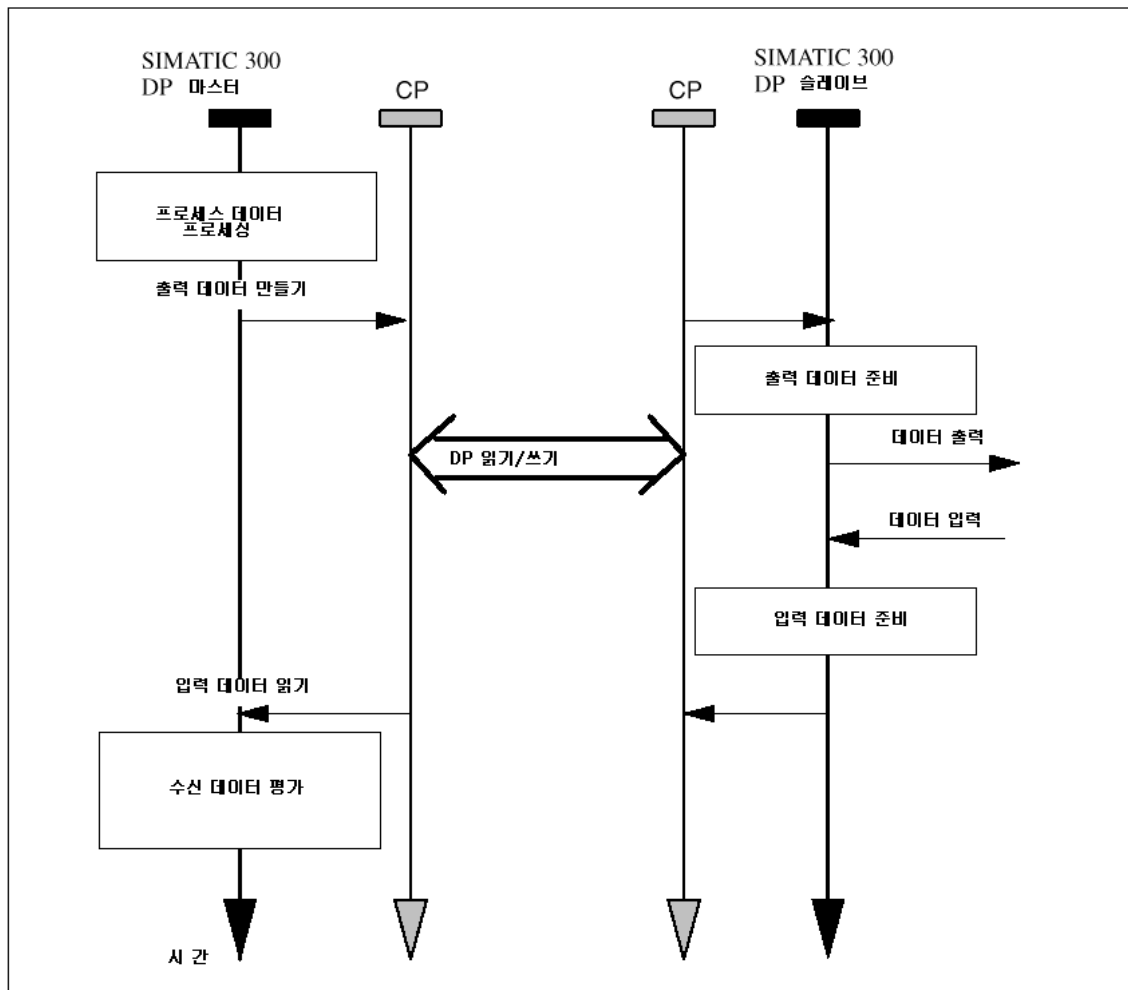 SIMATIC 300
DP 마스터
CP
CP
SIMATIC 300
DP 슬레이브
프로세스 데이터
프로세싱
출력 데이터 만들기
출력 데이터 준비
데이터 출력
DP 읽기/쓰기
데이터 입력
입력 데이터 준비
입력 데이터 읽기
수신 데이터 평가
시 간